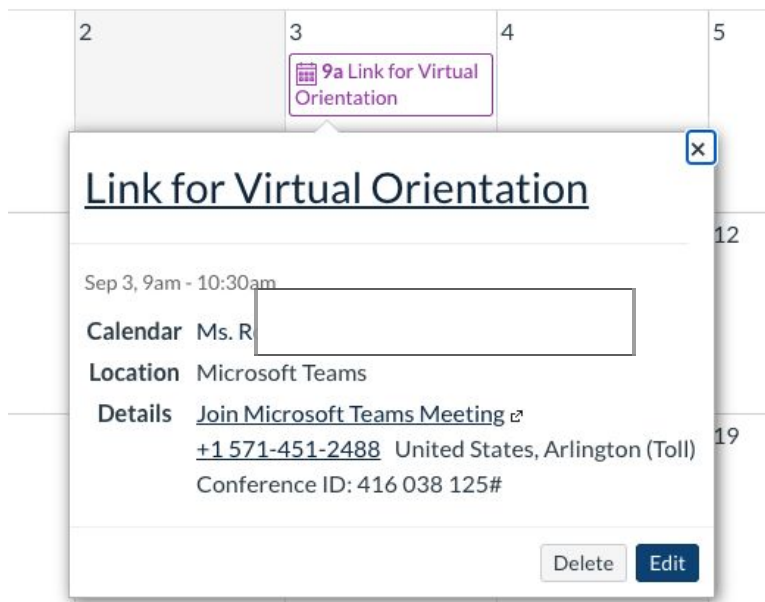 2
3
4
5
9a Link for Virtual
Orientation
×
Link for Virtual Orientation
12
Sep 3, 9am - 10:30am
Calendar Ms.
Location Microsoft Teams
Details Join Microsoft Teams Meeting
19
+1 571-451-2488 United States, Arlington (Toll)
Conference ID: 416 038 125#
Delete Edit